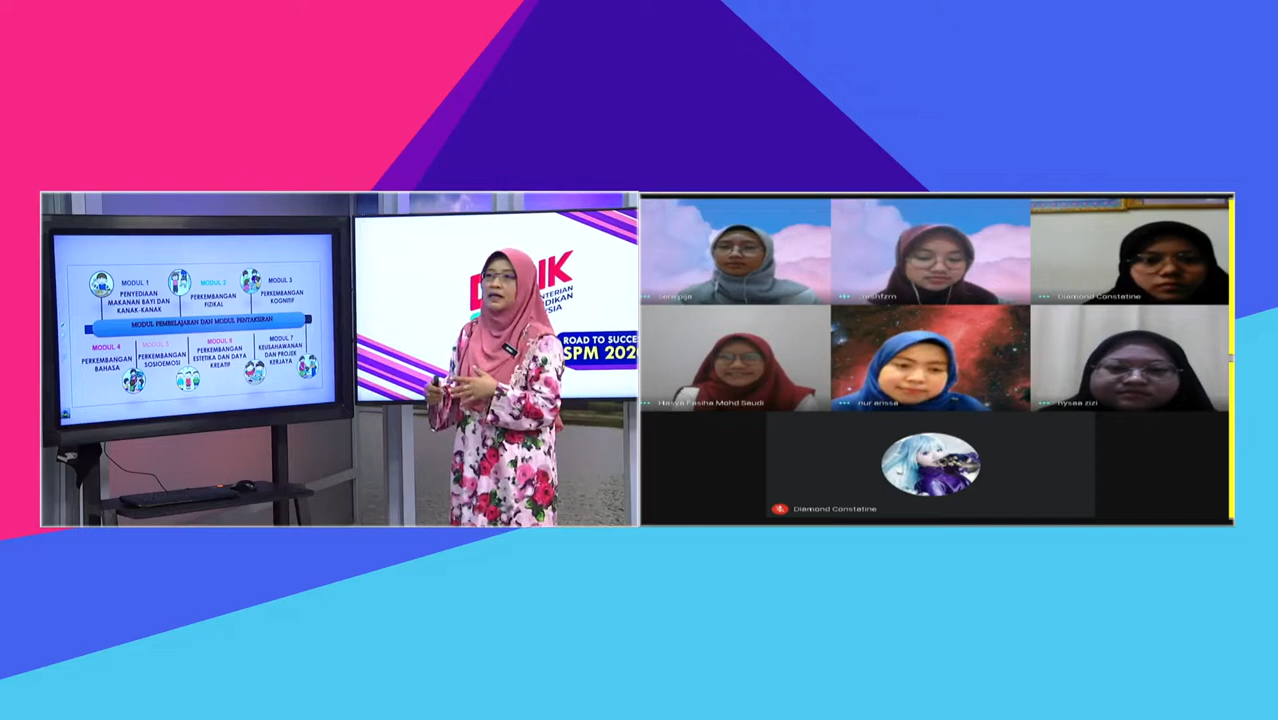 MODUL 1
PENYEDIAAN
MAKANAN BAYI DAN
KANAK-KANAK
MODUL 2
PERKEMBANGAN
FIZIKAL
MODUL 3
PERKEMBANGAN
KOGNITIF
MODUL PEMBELAJARAN DAN MODUL PENTAKSIRAN
MODUL 4
PERKEMBANGAN
BAHASA
MODUL 5
PERKEMBANGAN
SOSIOEMOSI
MODUL 6
PERKEMBANGAN
ESTETIKA DAN DAYA
KREATIF
MODUL 7
KEUSAHAWANAN
DAN PROJEK
KERJAYA
ROAD TO SUCCE
SPM 202
Diamond Constatine
Hasya Fasiha Mohd Saudi
nur arissa
nysaa zizi
Diamond Constatine